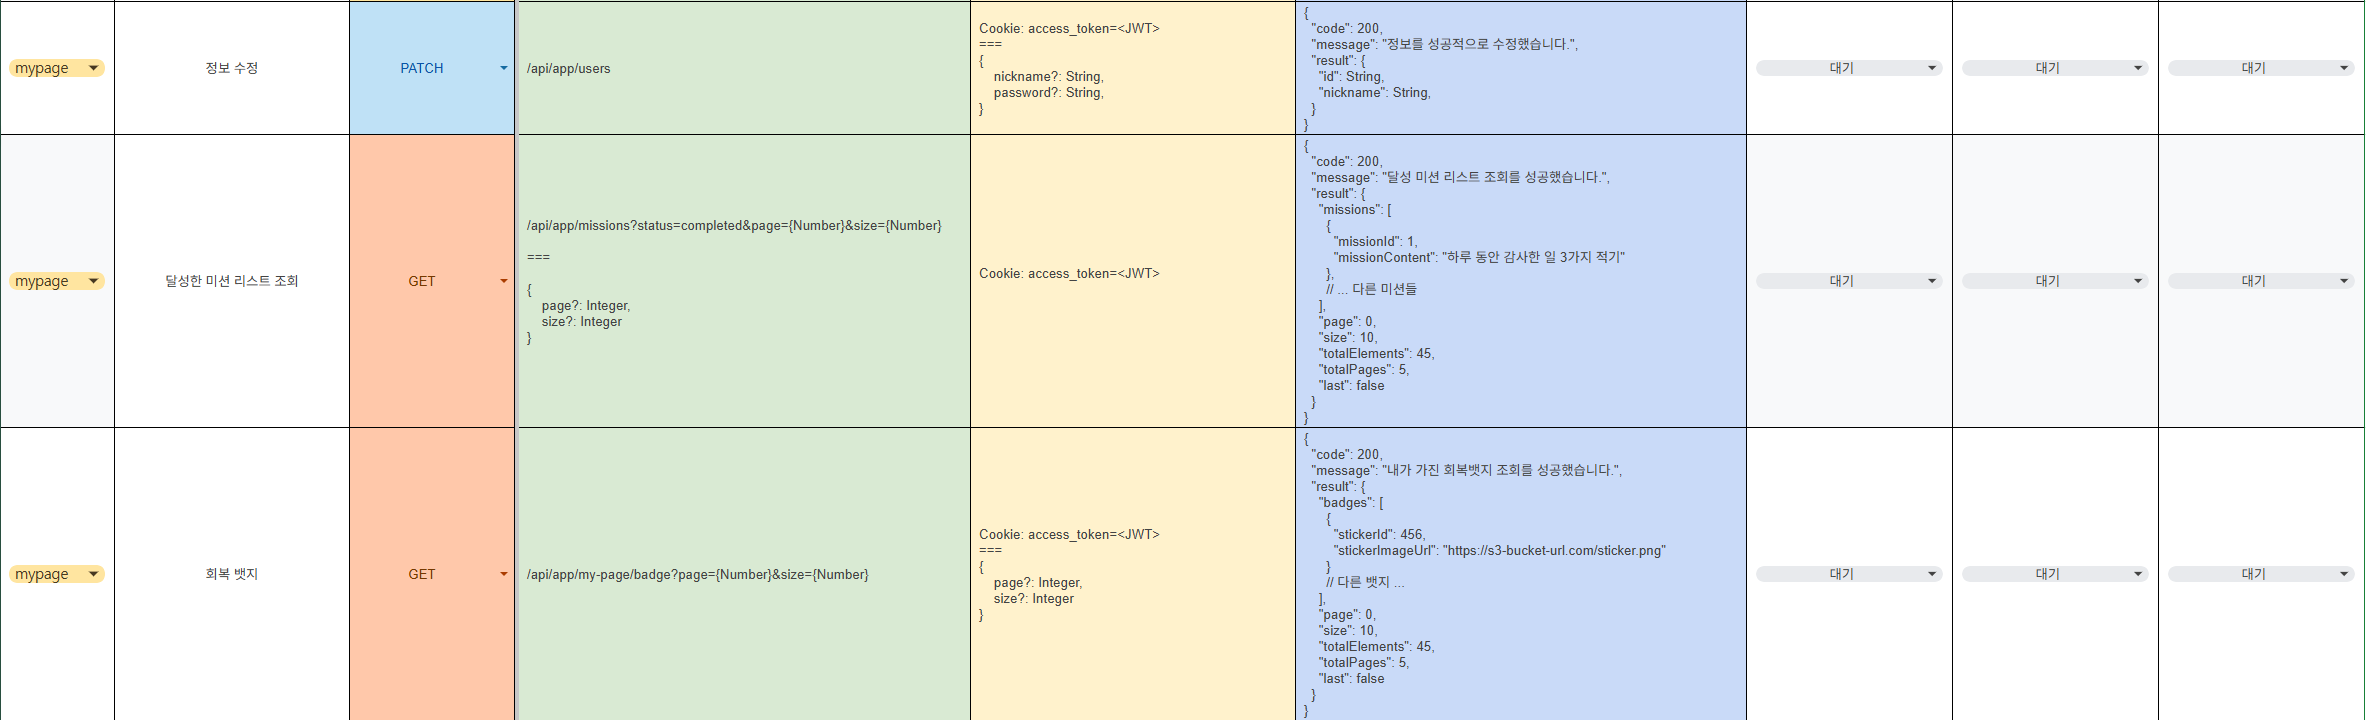 mypage
정보 수정
PATCH
/api/app/users
Cookie: access_token=<JWT>
===
{
    nickname?: String,
    password?: String,
}
{
  "code": 200,
  "message": "정보를 성공적으로 수정했습니다.",
  "result": {
    "id": String,
    "nickname": String,
  }
}
대기
대기
대기
mypage
달성한 미션 리스트 조회
GET
/api/app/missions?status=completed&page={Number}&size={Number}
===
{
    page?: Integer,
    size?: Integer
}
Cookie: access_token=<JWT>
{
  "code": 200,
  "message": "달성 미션 리스트 조회를 성공했습니다.",
  "result": {
    "missions": [
      {
        "missionId": 1,
        "missionContent": "하루 동안 감사한 일 3가지 적기"
      },
      // ... 다른 미션들
    ],
    "page": 0,
    "size": 10,
    "totalElements": 45,
    "totalPages": 5,
    "last": false
  }
}
대기
대기
대기
mypage
회복 뱃지
GET
/api/app/my-page/badge?page={Number}&size={Number}
Cookie: access_token=<JWT>
===
{
    page?: Integer,
    size?: Integer
}
{
  "code": 200,
  "message": "내가 가진 회복뱃지 조회를 성공했습니다.",
  "result": {
    "badges": [
      {
        "stickerId": 456,
        "stickerImageUrl": "https://s3-bucket-url.com/sticker.png"
      }
      // 다른 뱃지 ...
    ],
    "page": 0,
    "size": 10,
    "totalElements": 45,
    "totalPages": 5,
    "last": false
  }
}
대기
대기
대기